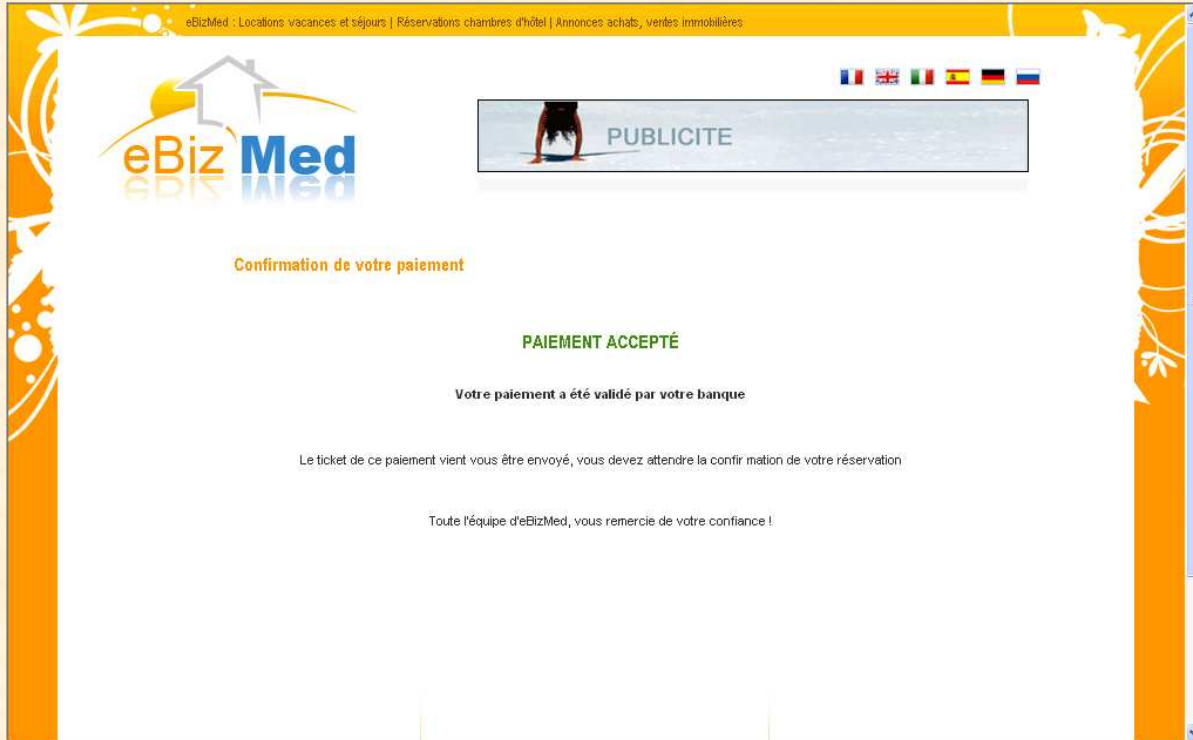 eBizMed : Locations vacances et séjours | Réservations chambres d'hôtel | Annonces achats, ventes immobilières
eBiz Med
PUBLICITE
Confirmation de votre paiement
PAIEMENT ACCEPTÉ
Votre paiement a été validé par votre banque
Le ticket de ce paiement vient vous être envoyé, vous devez attendre la confir mation de votre réservation
Toute l'équipe d'eBizMed, vous remercie de votre confiance !